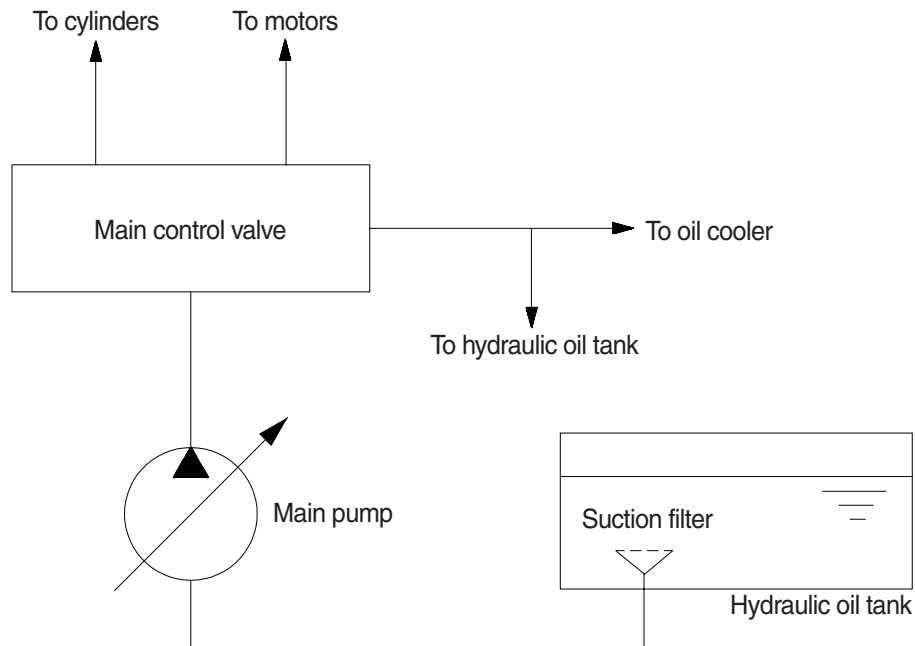 To cylinders
To motors
Main control valve
To oil cooler
To hydraulic oil tank
Main pump
Suction filter
Hydraulic oil tank